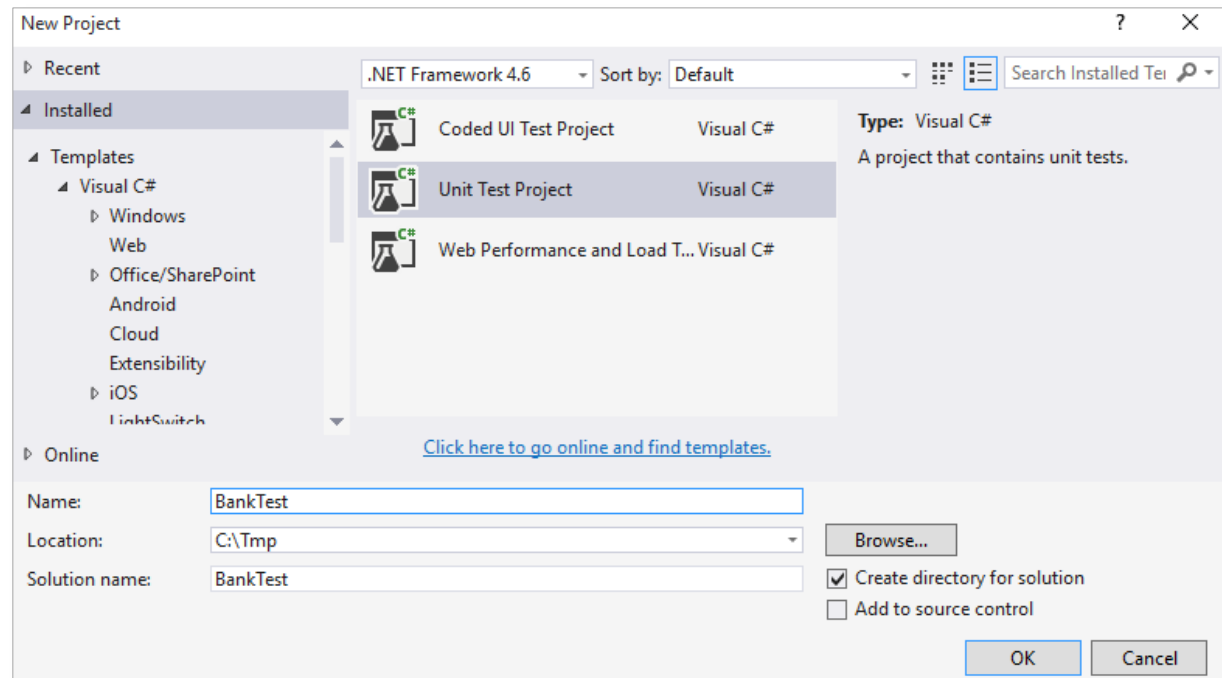 New Project ?
Recent
Installed
Templates
Visual C#
Windows
Web
Office/SharePoint
Android
Cloud
Extensibility
iOS
LightSwitch
Online
.NET Framework 4.6 Sort by: Default Search Installed Te
C# Coded UI Test Project Visual C#
C# Unit Test Project Visual C#
C# Web Performance and Load T... Visual C#
Click here to go online and find templates.
Type: Visual C#
A project that contains unit tests.
Name: BankTest
Location: C:\Tmp Browse...
Solution name: BankTest Create directory for solution
Add to source control
OK Cancel